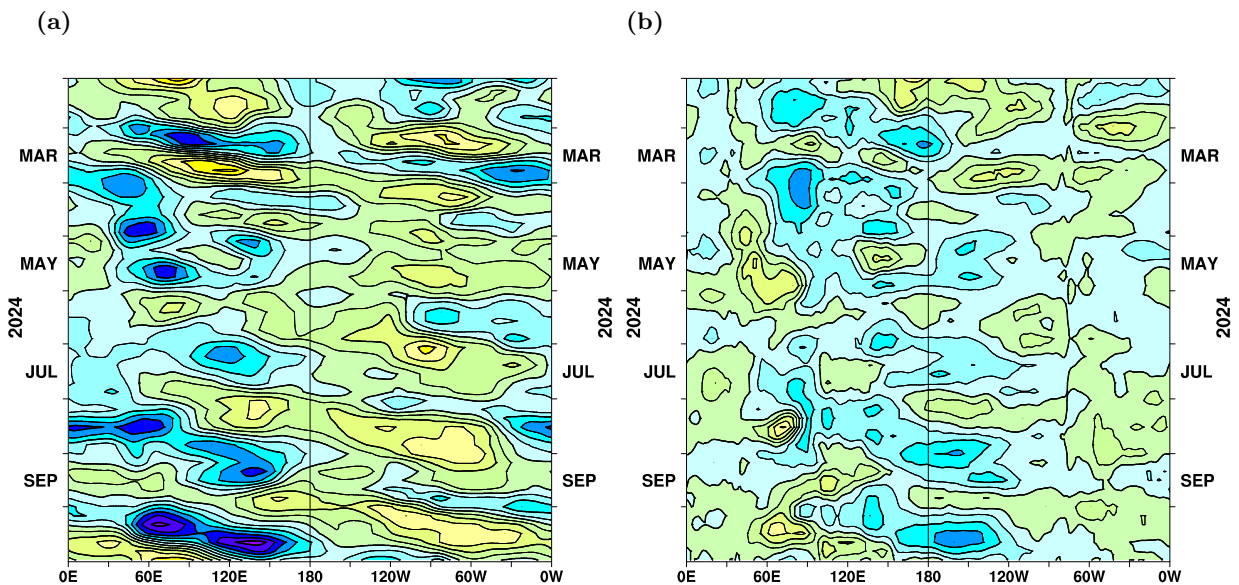 (a) (b)
MAR MAR MAR MAR
MAY MAY MAY MAY
2024 2024 2024 2024
JUL JUL JUL JUL
SEP SEP SEP SEP
0E 60E 120E 180 120W 60W 0W 0E 60E 120E 180 120W 60W 0W